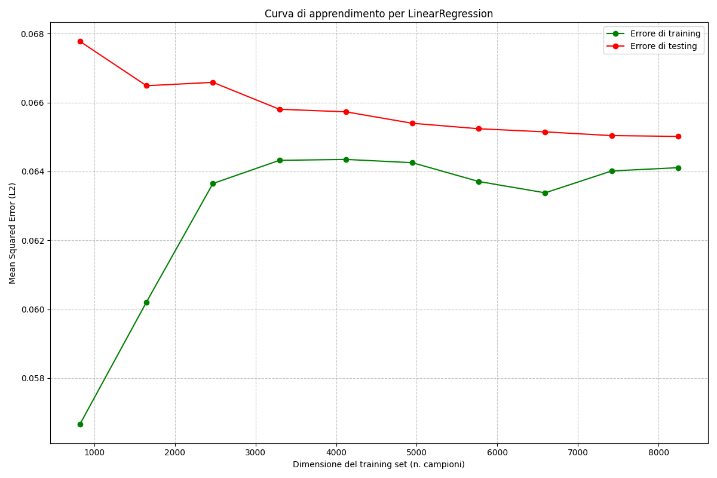 Curva di apprendimento per LinearRegression
Errore di training
Errore di testing
Mean Squared Error (L2)
0.068
0.066
0.064
0.062
0.060
0.058
1000 2000 3000 4000 5000 6000 7000 8000
Dimensione del training set (n. campioni)